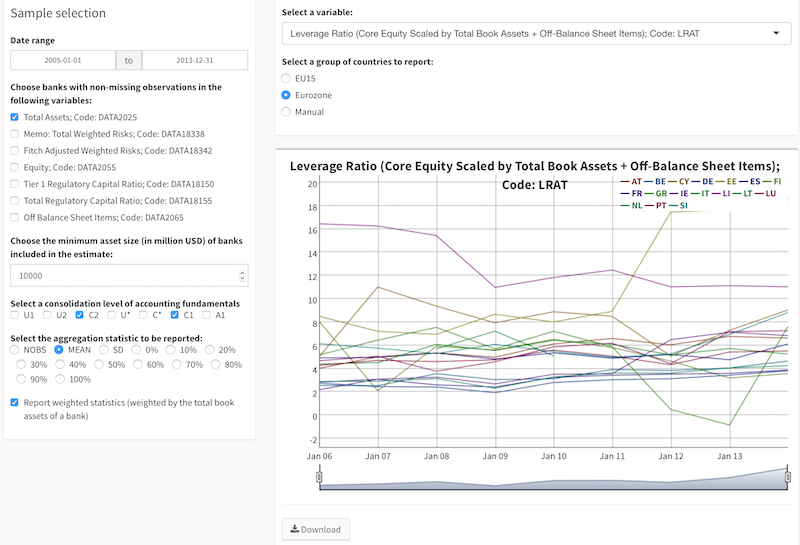 Sample selection
Date range
2005-01-01 to 2013-12-31
Choose banks with non-missing observations in the
following variables:
Total Assets; Code: DATA2025
Memo: Total Weighted Risks; Code: DATA18338
Fitch Adjusted Weighted Risks; Code: DATA18342
Equity; Code: DATA2055
Tier 1 Regulatory Capital Ratio; Code: DATA18150
Total Regulatory Capital Ratio; Code: DATA18155
Off Balance Sheet Items; Code: DATA2065
Choose the minimum asset size (in million USD) of banks
included in the estimate:
10000
Select a consolidation level of accounting fundamentals
U1 U2 C2 U* C* C1 A1
Select the aggregation statistic to be reported:
NOBS MEAN SD 0% 10% 20%
30% 40% 50% 60% 70% 80%
90% 100%
Report weighted statistics (weighted by the total book
assets of a bank)
Select a variable:
Leverage Ratio (Core Equity Scaled by Total Book Assets + Off-Balance Sheet Items); Code: LRAT
Select a group of countries to report:
EU15
Eurozone
Manual
Leverage Ratio (Core Equity Scaled by Total Book Assets + Off-Balance Sheet Items);
Code: LRAT
AT BE CY DE EE ES FI
FR GR IE IT LI LT LU
NL PT SI
20
18
16
14
12
10
8
6
4
2
0
-2
Jan 06 Jan 07 Jan 08 Jan 09 Jan 10 Jan 11 Jan 12 Jan 13
Download